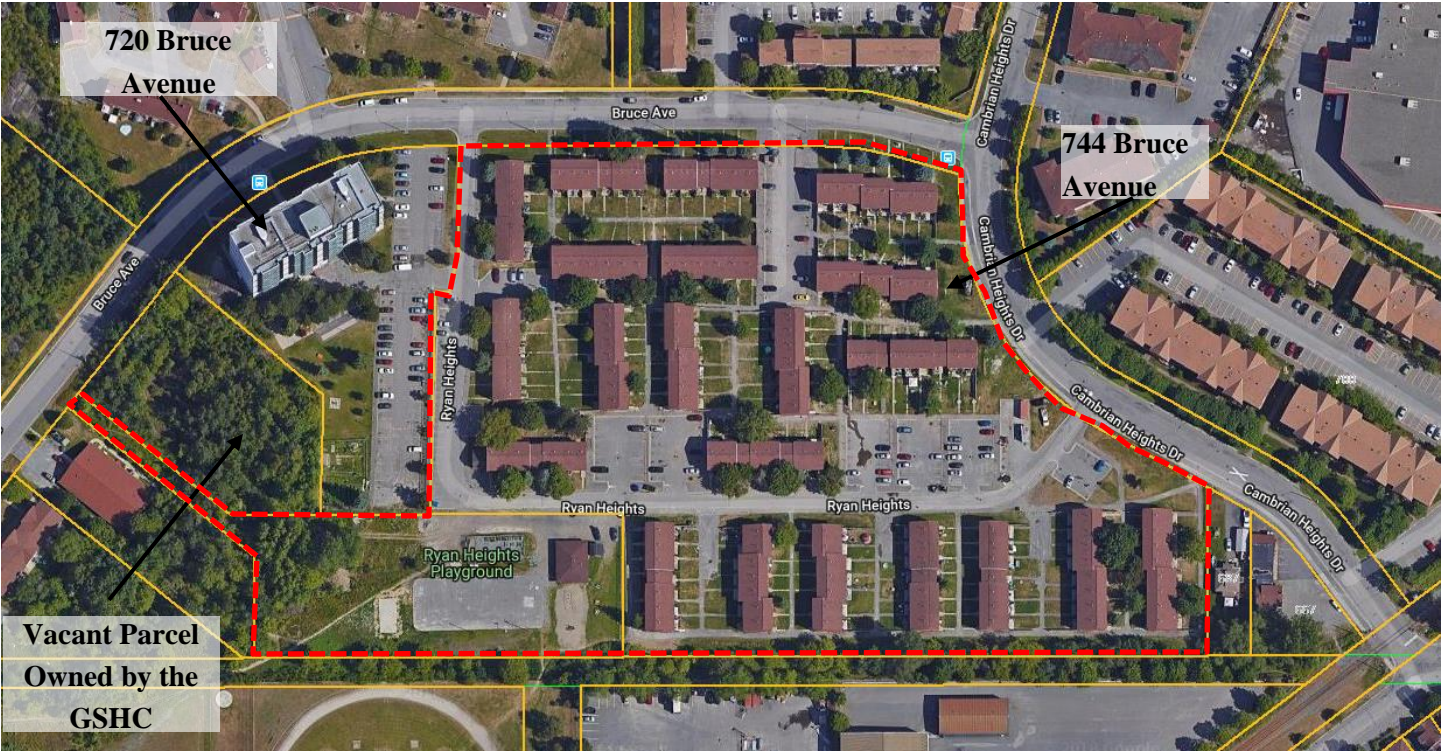 720 Bruce
Avenue
Cambrian Heights Dr
Bruce Ave
744 Bruce
Avenue
Cambrian Heights Dr
Bruce Ave
Ryan Heights
Cambrian Heights Dr
Cambrian Heights Dr
Ryan Heights
Ryan Heights
Ryan Heights
Playground
Vacant Parcel
Owned by the
GSHC